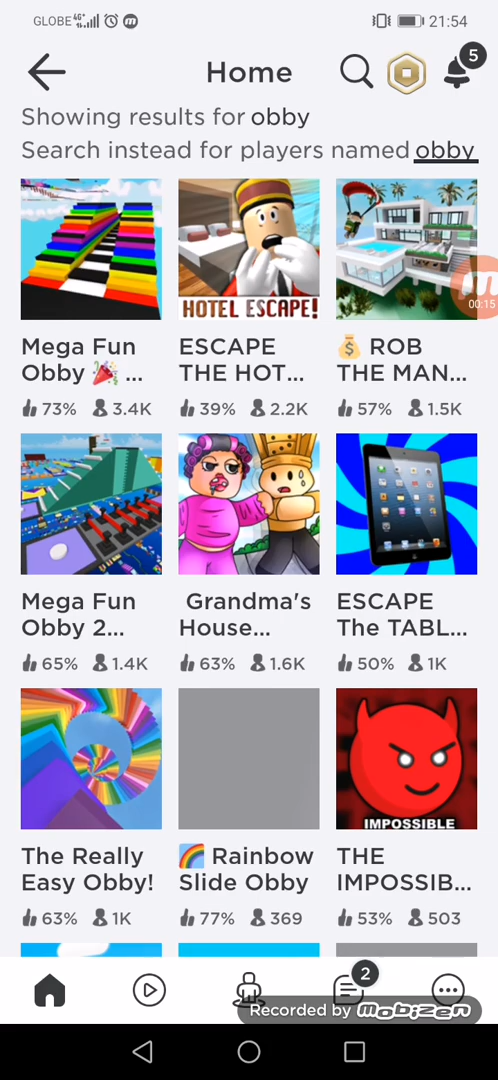 GLOBE 4G+ 21:54
Home 5
Showing results for obby
Search instead for players named obby
HOTEL ESCAPE!
00:15
Mega Fun ESCAPE 💰 ROB
Obby 🎉 ... THE HOT... THE MAN...
73% 3.4K 39% 2.2K 57% 1.5K
Mega Fun Grandma's ESCAPE
Obby 2... House... The TABL...
65% 1.4K 63% 1.6K 50% 1K
IMPOSSIBLE
The Really 🌈 Rainbow THE
Easy Obby! Slide Obby IMPOSSIB...
63% 1K 77% 369 53% 503
2
Recorded by mobizen